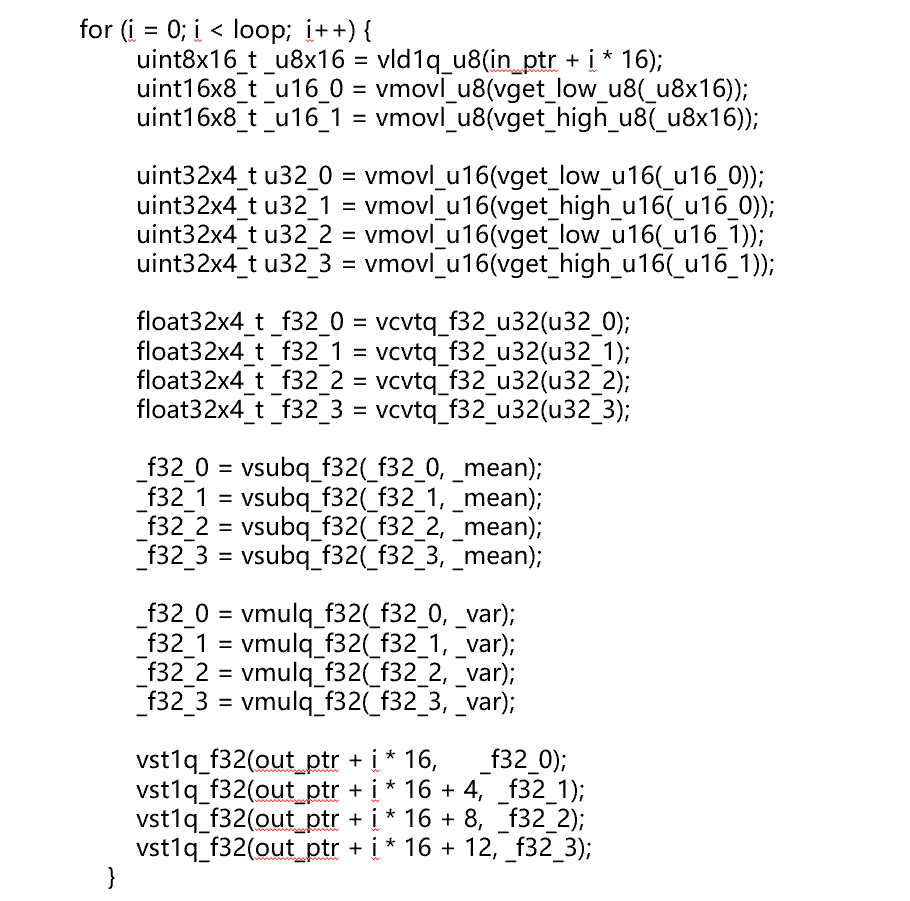 for (i = 0; i < loop; i++) {
uint8x16_t _u8x16 = vld1q_u8(in_ptr + i * 16);
uint16x8_t _u16_0 = vmovl_u8(vget_low_u8(_u8x16));
uint16x8_t _u16_1 = vmovl_u8(vget_high_u8(_u8x16));
uint32x4_t u32_0 = vmovl_u16(vget_low_u16(_u16_0));
uint32x4_t u32_1 = vmovl_u16(vget_high_u16(_u16_0));
uint32x4_t u32_2 = vmovl_u16(vget_low_u16(_u16_1));
uint32x4_t u32_3 = vmovl_u16(vget_high_u16(_u16_1));
float32x4_t _f32_0 = vcvtq_f32_u32(u32_0);
float32x4_t _f32_1 = vcvtq_f32_u32(u32_1);
float32x4_t _f32_2 = vcvtq_f32_u32(u32_2);
float32x4_t _f32_3 = vcvtq_f32_u32(u32_3);
_f32_0 = vsubq_f32(_f32_0, _mean);
_f32_1 = vsubq_f32(_f32_1, _mean);
_f32_2 = vsubq_f32(_f32_2, _mean);
_f32_3 = vsubq_f32(_f32_3, _mean);
_f32_0 = vmulq_f32(_f32_0, _var);
_f32_1 = vmulq_f32(_f32_1, _var);
_f32_2 = vmulq_f32(_f32_2, _var);
_f32_3 = vmulq_f32(_f32_3, _var);
vst1q_f32(out_ptr + i * 16, _f32_0);
vst1q_f32(out_ptr + i * 16 + 4, _f32_1);
vst1q_f32(out_ptr + i * 16 + 8, _f32_2);
vst1q_f32(out_ptr + i * 16 + 12, _f32_3);
}